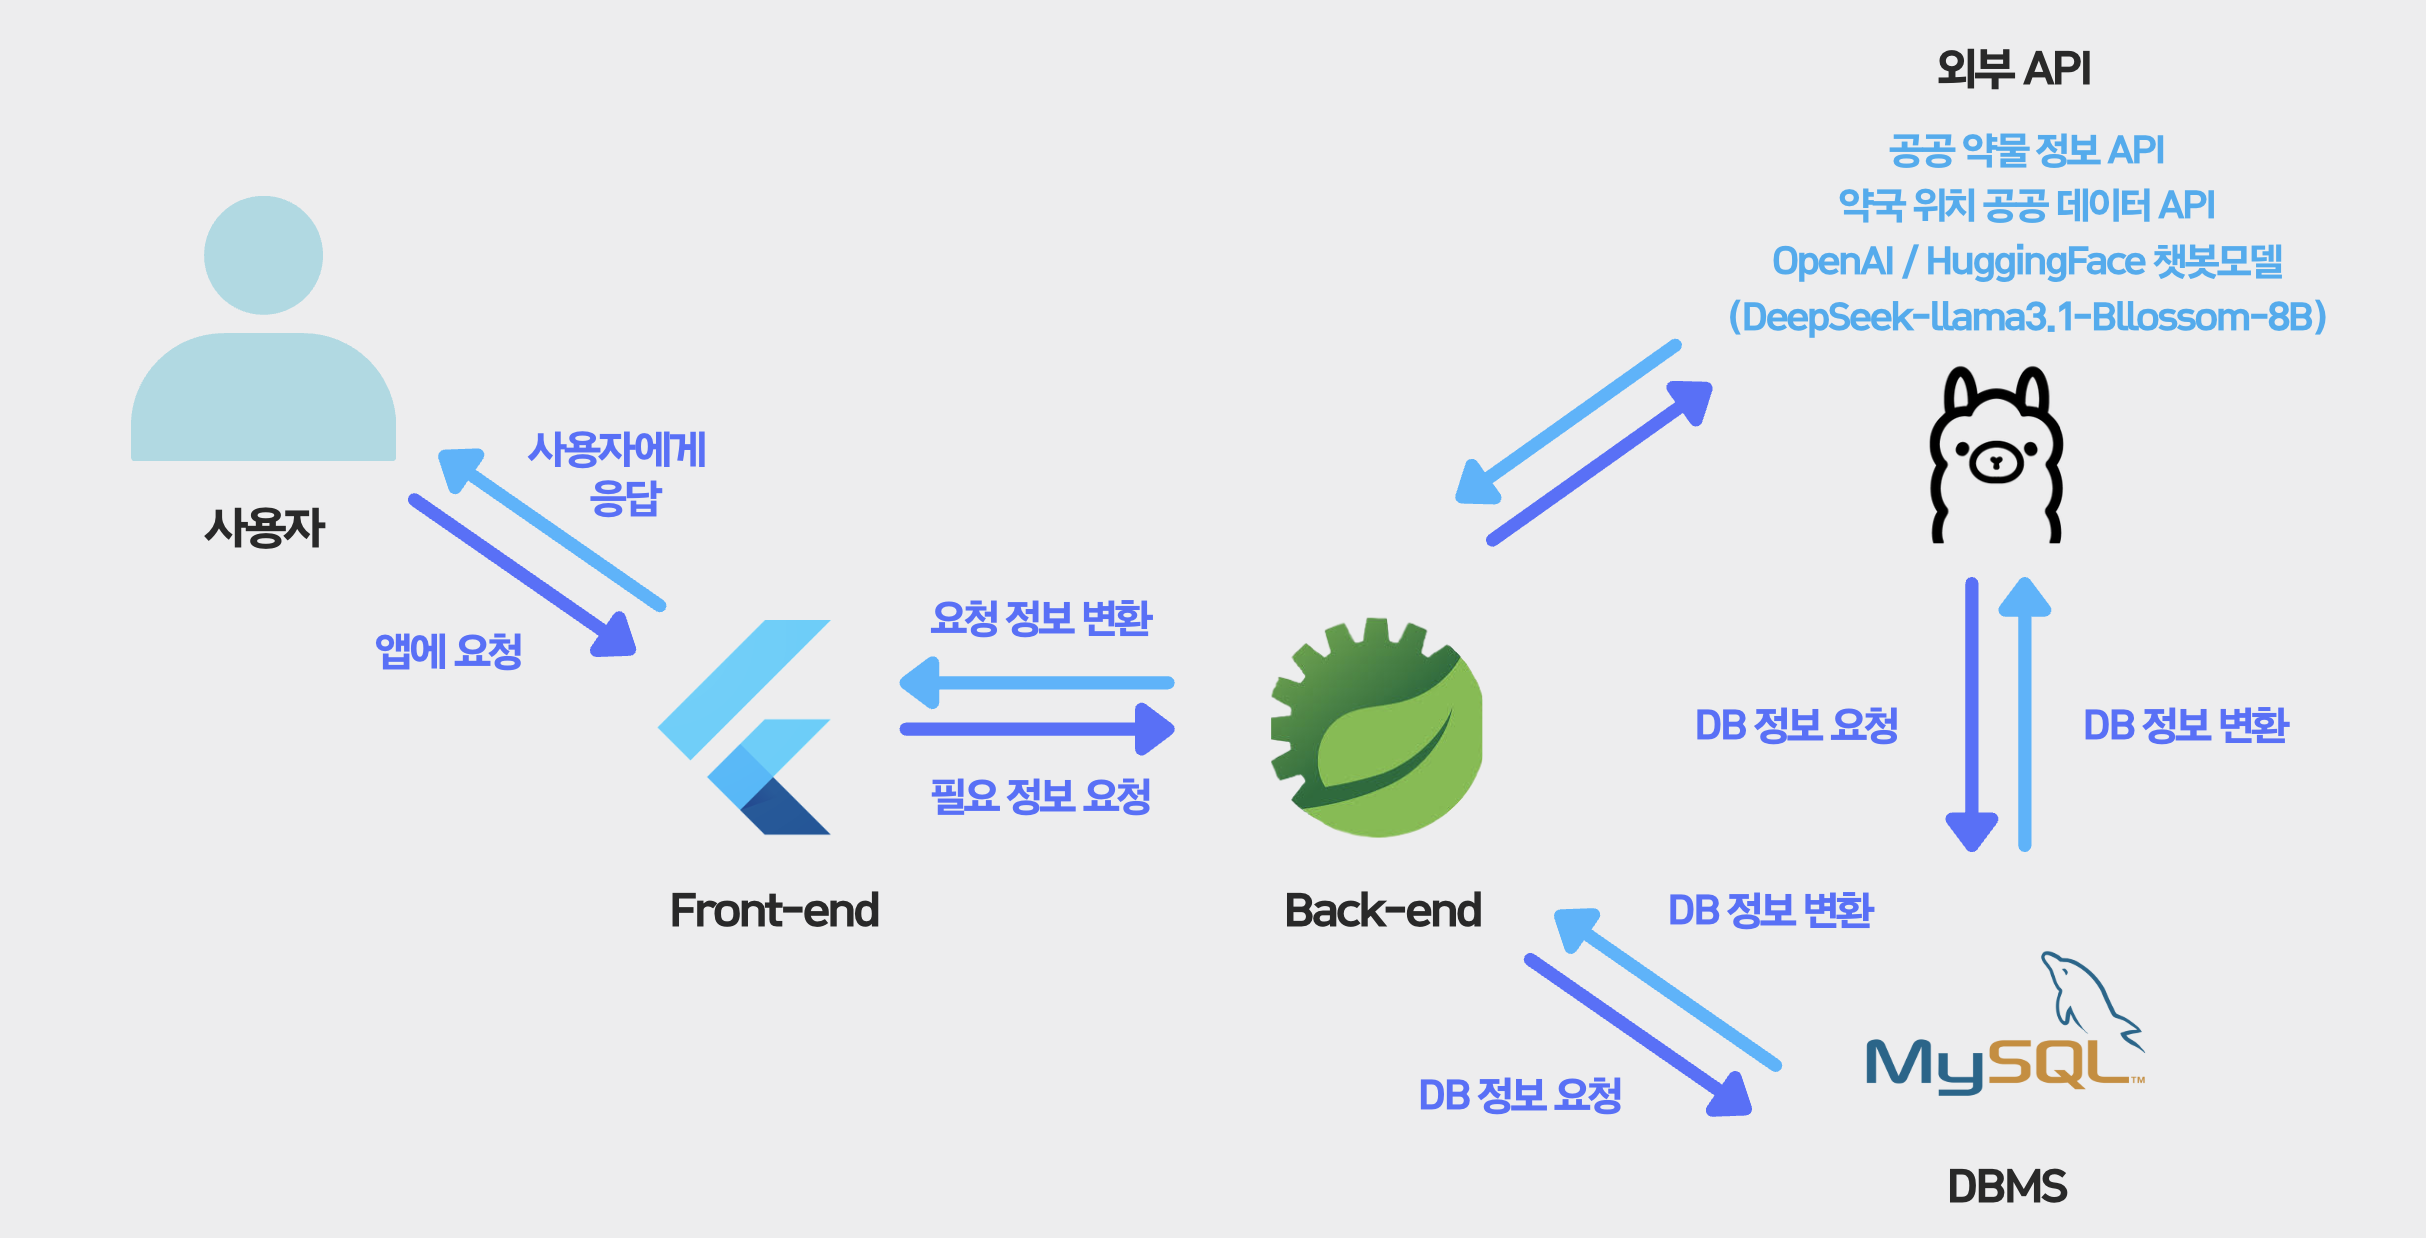 외부 API
공공 약물 정보 API
약국 위치 공공 데이터 API
OpenAI / HuggingFace 챗봇모델
(DeepSeek-llama3.1-Bllossom-8B)
사용자에게
응답
사용자
앱에 요청
요청 정보 변환
필요 정보 요청
Front-end
Back-end
DB 정보 요청
DB 정보 변환
DB 정보 변환
DB 정보 요청
MySQL™
DBMS